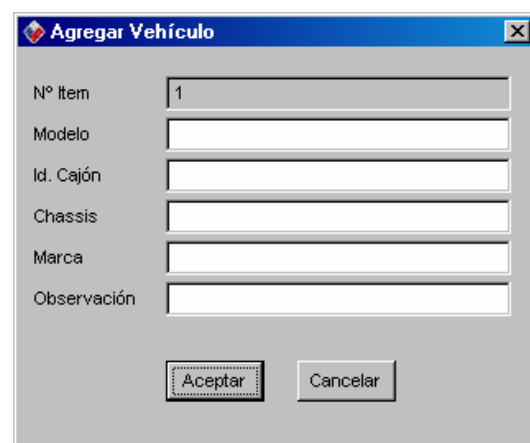 Agregar Vehículo
Nº Item 1
Modelo
Id. Cajón
Chassis
Marca
Observación
Aceptar Cancelar